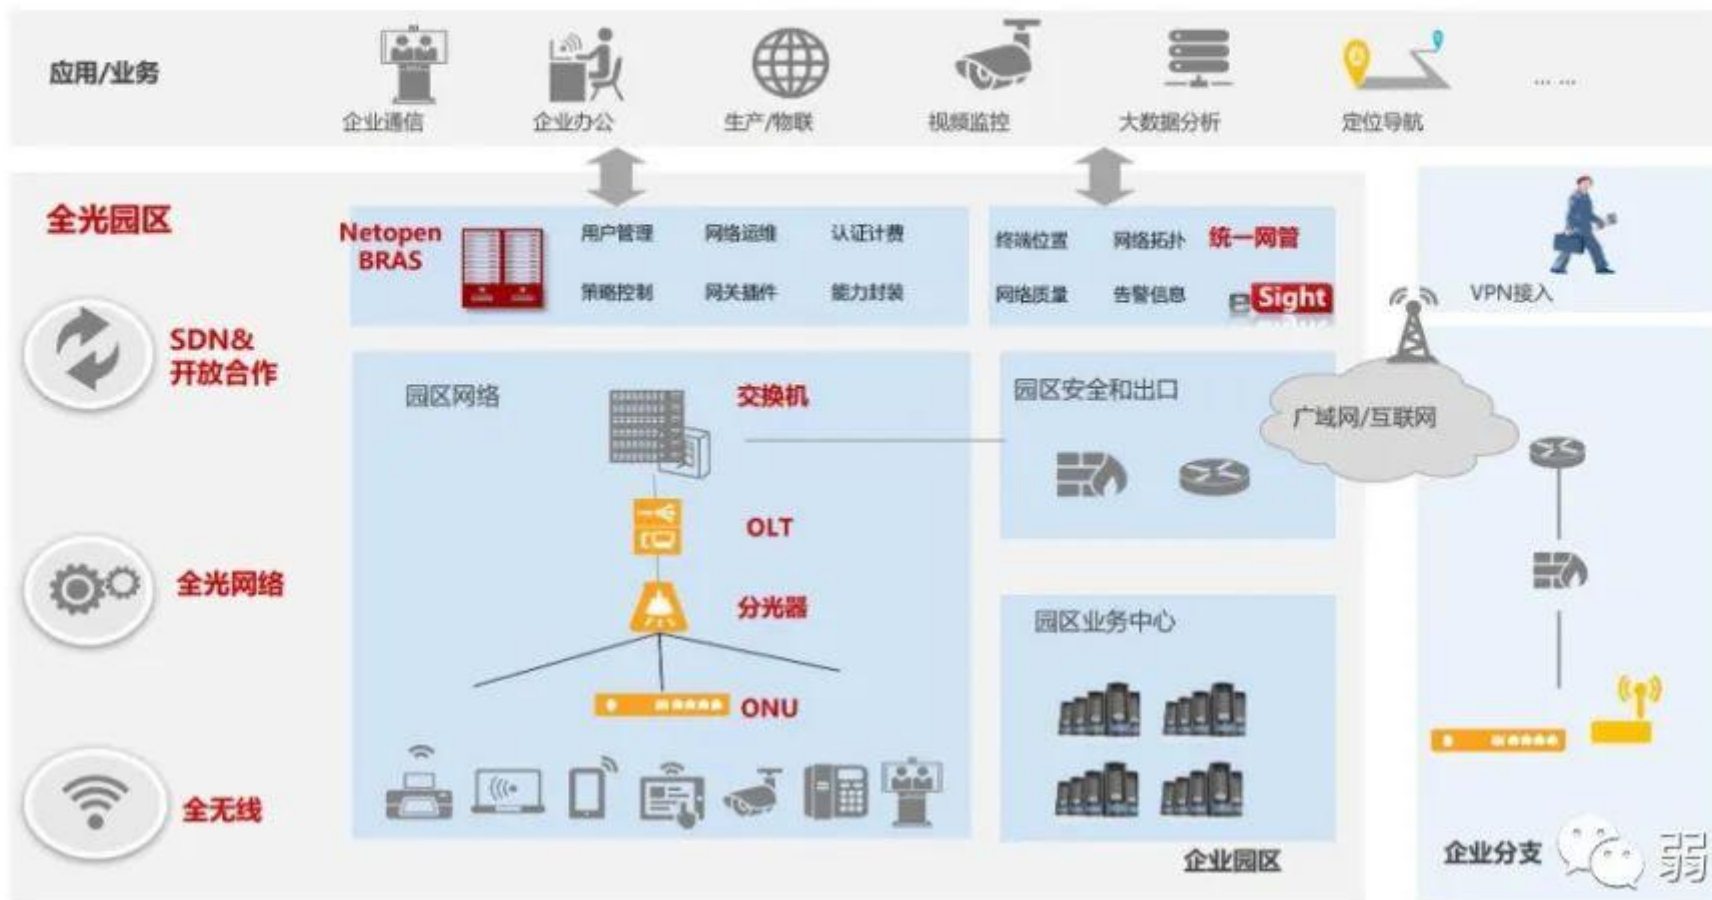 应用/业务
企业通信
企业办公
生产/物联
视频监控
大数据分析
定位导航
... ...
全光园区
Netopen
BRAS
用户管理 网络运维 认证计费
策略控制 网关插件 能力封装
终端位置 网络拓扑 统一网管
网络质量 告警信息 eSight
VPN接入
SDN&
开放合作
园区网络
交换机
园区安全和出口
广域网/互联网
OLT
全光网络
分光器
园区业务中心
ONU
全无线
企业园区
企业分支
弱